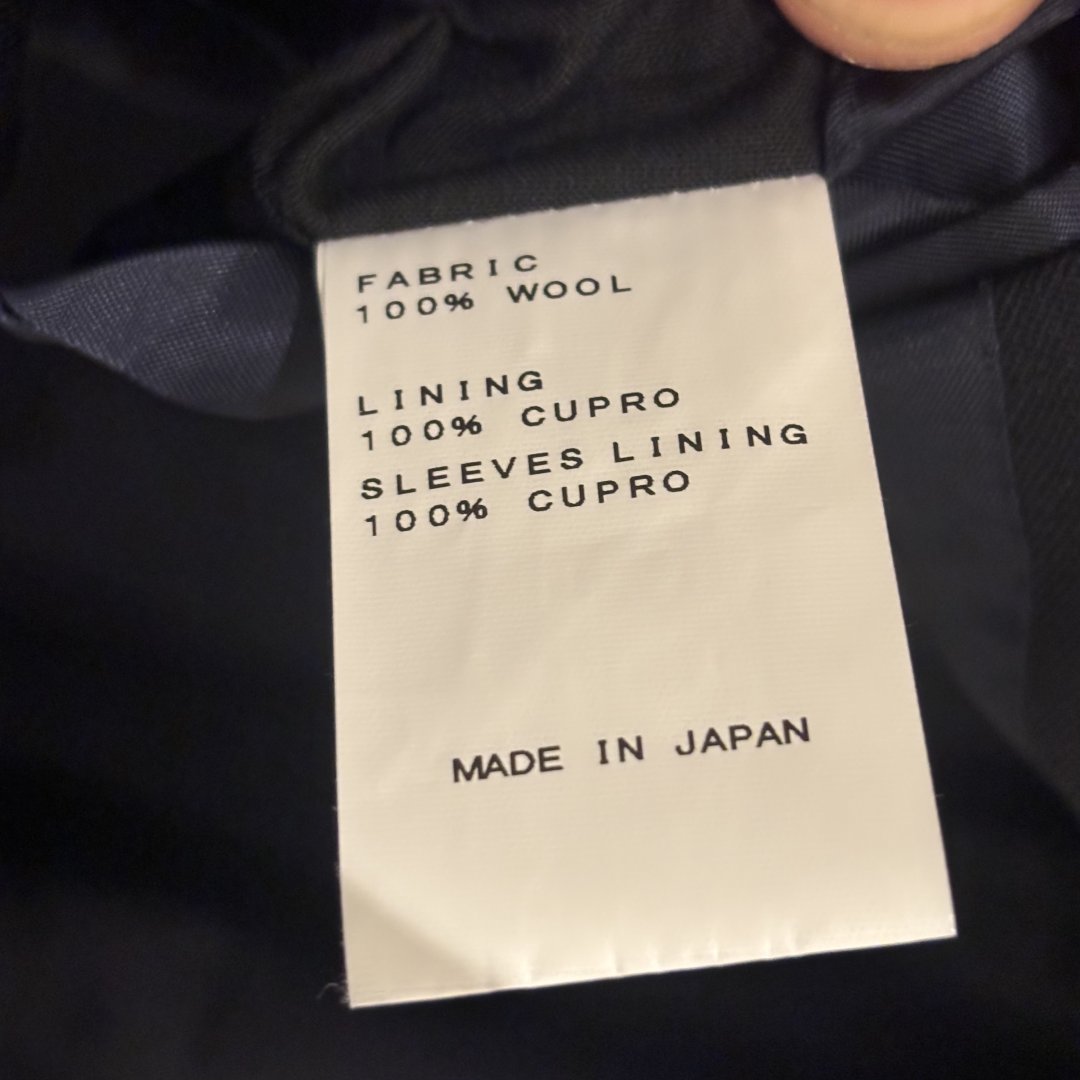 FABRIC
100% WOOL
LINING
100% CUPRO
SLEEVES LINING
100% CUPRO
MADE IN JAPAN